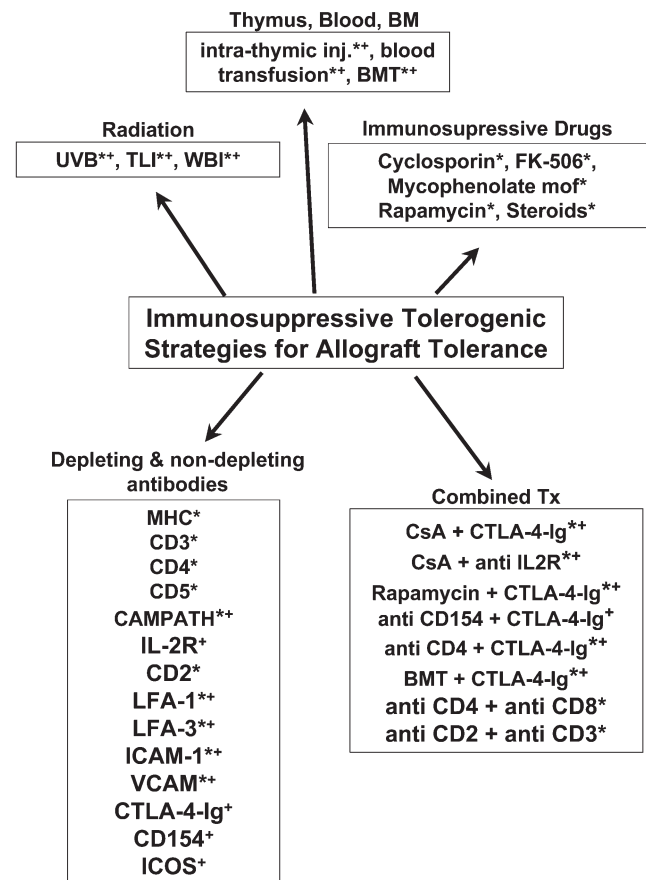 Thymus, Blood, BM
intra-thymic inj.*+, blood
transfusion*+, BMT*+
Radiation
UVB*+, TLI*+, WBI*+
Immunosupressive Drugs
Cyclosporin*, FK-506*,
Mycophenolate mof*
Rapamycin*, Steroids*
Immunosuppressive Tolerogenic
Strategies for Allograft Tolerance
Depleting & non-depleting
antibodies
MHC*
CD3*
CD4*
CD5*
CAMPATH*+
IL-2R+
CD2*
LFA-1*+
LFA-3*+
ICAM-1*+
VCAM*+
CTLA-4-Ig+
CD154+
ICOS+
Combined Tx
CsA + CTLA-4-Ig*+
CsA + anti IL2R*+
Rapamycin + CTLA-4-Ig*+
anti CD154 + CTLA-4-Ig+
anti CD4 + CTLA-4-Ig*+
BMT + CTLA-4-Ig*+
anti CD4 + anti CD8*
anti CD2 + anti CD3*